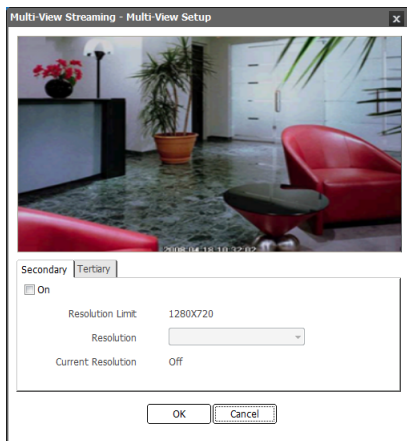 Multi-View Streaming - Multi-View Setup
x
2008.04.18 10:32:02
Secondary Tertiary
On
Resolution Limit 1280X720
Resolution
Current Resolution Off
OK Cancel